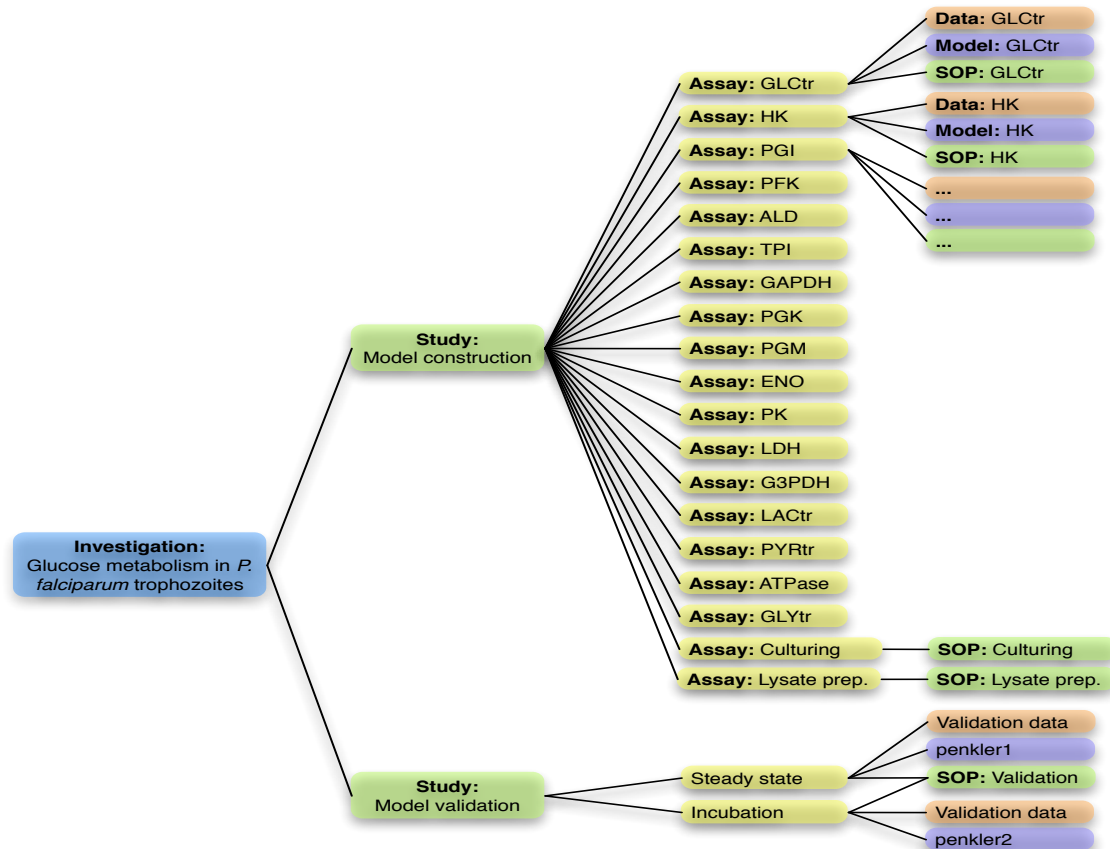 Investigation:
Glucose metabolism in P.
falciparum trophozoites
Study:
Model construction
Assay: GLCtr
Assay: HK
Assay: PGI
Assay: PFK
Assay: ALD
Assay: TPI
Assay: GAPDH
Assay: PGK
Assay: PGM
Assay: ENO
Assay: PK
Assay: LDH
Assay: G3PDH
Assay: LACtr
Assay: PYRtr
Assay: ATPase
Assay: GLYtr
Assay: Culturing
Assay: Lysate prep.
Data: GLCtr
Model: GLCtr
SOP: GLCtr
Data: HK
Model: HK
SOP: HK
...
...
...
SOP: Culturing
SOP: Lysate prep.
Study:
Model validation
Steady state
Incubation
Validation data
penkler1
SOP: Validation
Validation data
penkler2